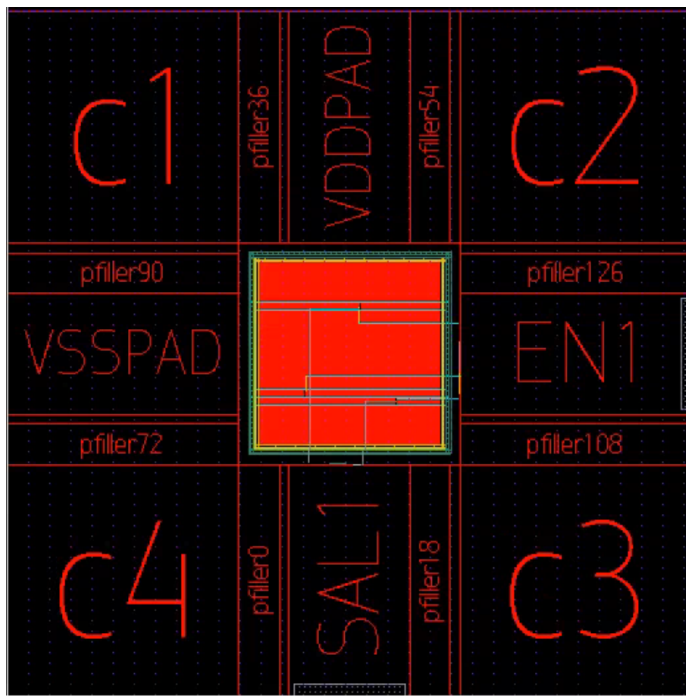 c1
pfiller36
VDDPAD
pfiller54
c2
pfiller90
pfiller126
VSSPAD
EN1
pfiller72
pfiller108
c4
pfiller0
SAL1
pfiller18
c3